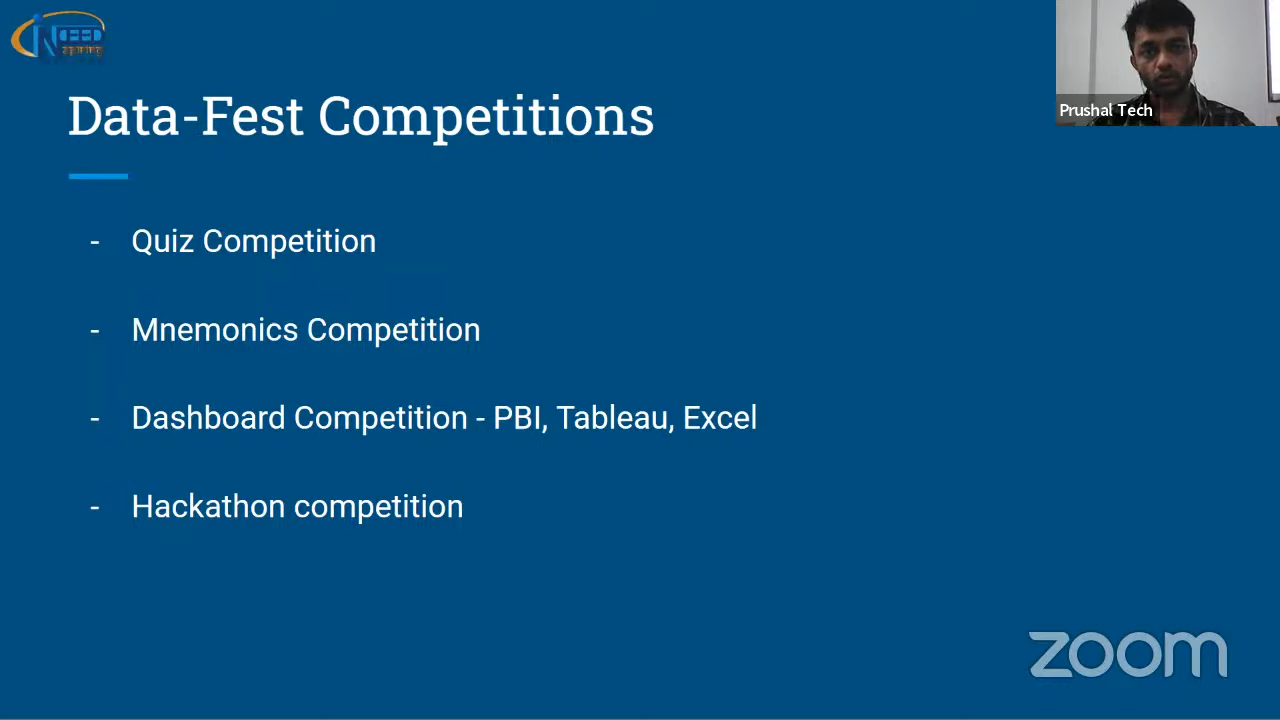 Data-Fest Competitions
Prushal Tech
- Quiz Competition
- Mnemonics Competition
- Dashboard Competition - PBI, Tableau, Excel
- Hackathon competition
zoom